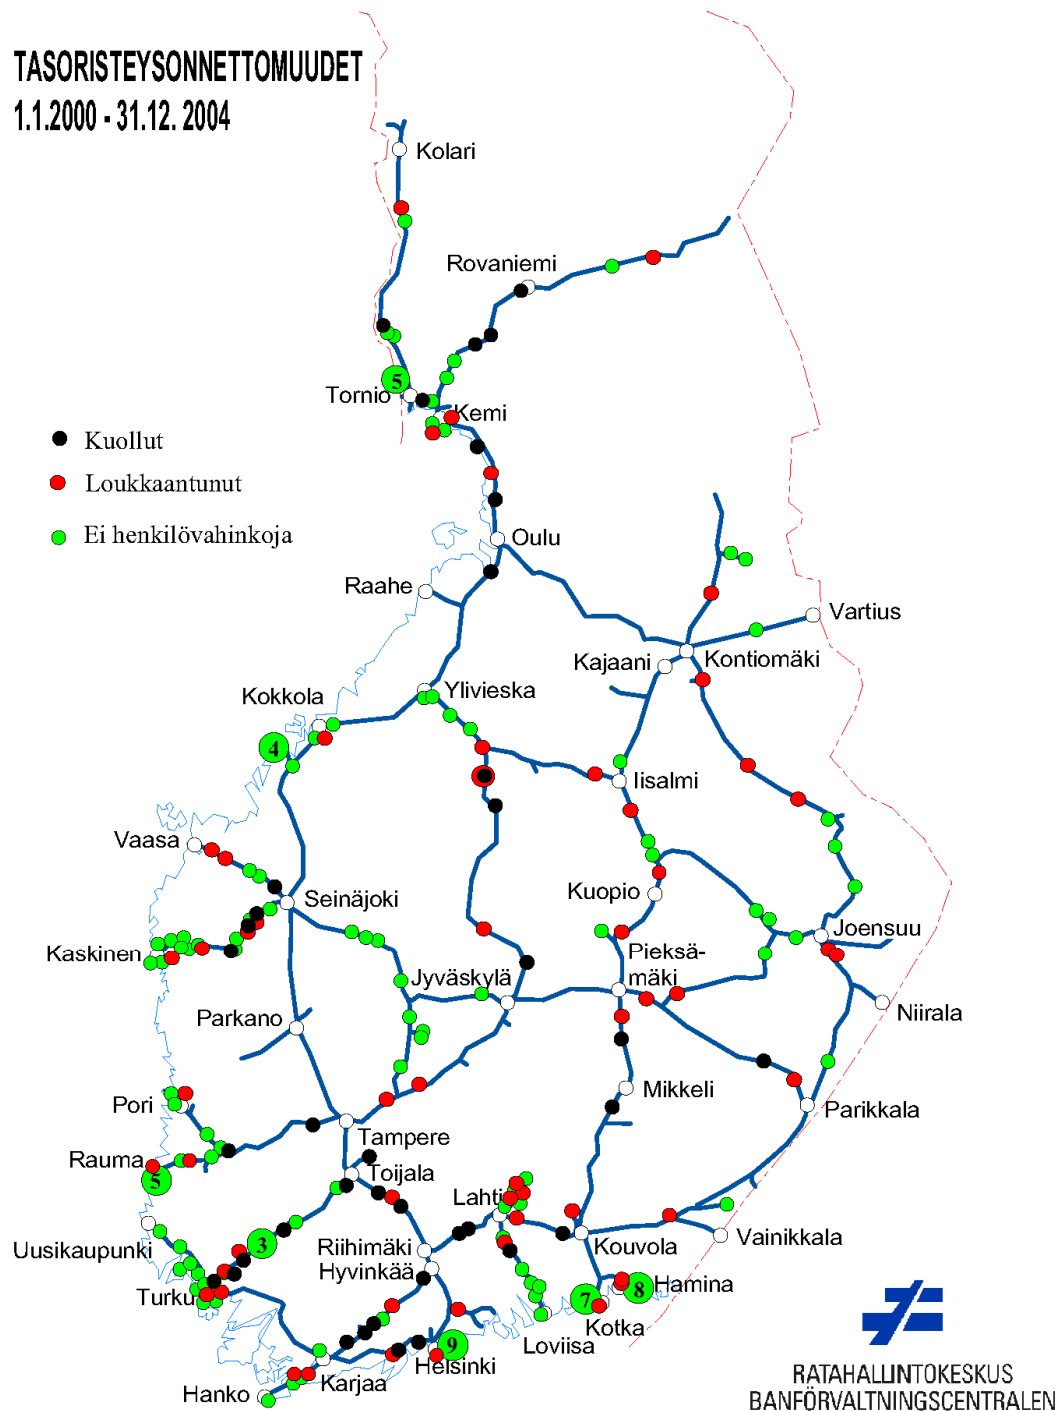 TASORISTEYSONNETTOMUUDET
1.1.2000 - 31.12. 2004
Kolari
Rovaniemi
5
Tornio
Kemi
Kuollut
Loukkaantunut
Ei henkilövahinkoja
Oulu
Raahe
Vartius
Kajaani
Kontiomäki
Ylivieska
Kokkola
4
Iisalmi
Vaasa
Kuopio
Seinäjoki
Joensuu
Kaskinen
Pieksä-
mäki
Jyväskylä
Niirala
Parkano
Mikkeli
Pori
Parikkala
Tampere
Rauma
Toijala
5
Lahti
Vainikkala
Kouvola
3
Uusikaupunki
Riihimäki
Hyvinkää
Turku
Hamina
8
7
Kotka
Loviisa
9
Helsinki
Karjaa
Hanko
RATAHALLINTOKESKUS
BANFÖRVALTNINGSCENTRALEN